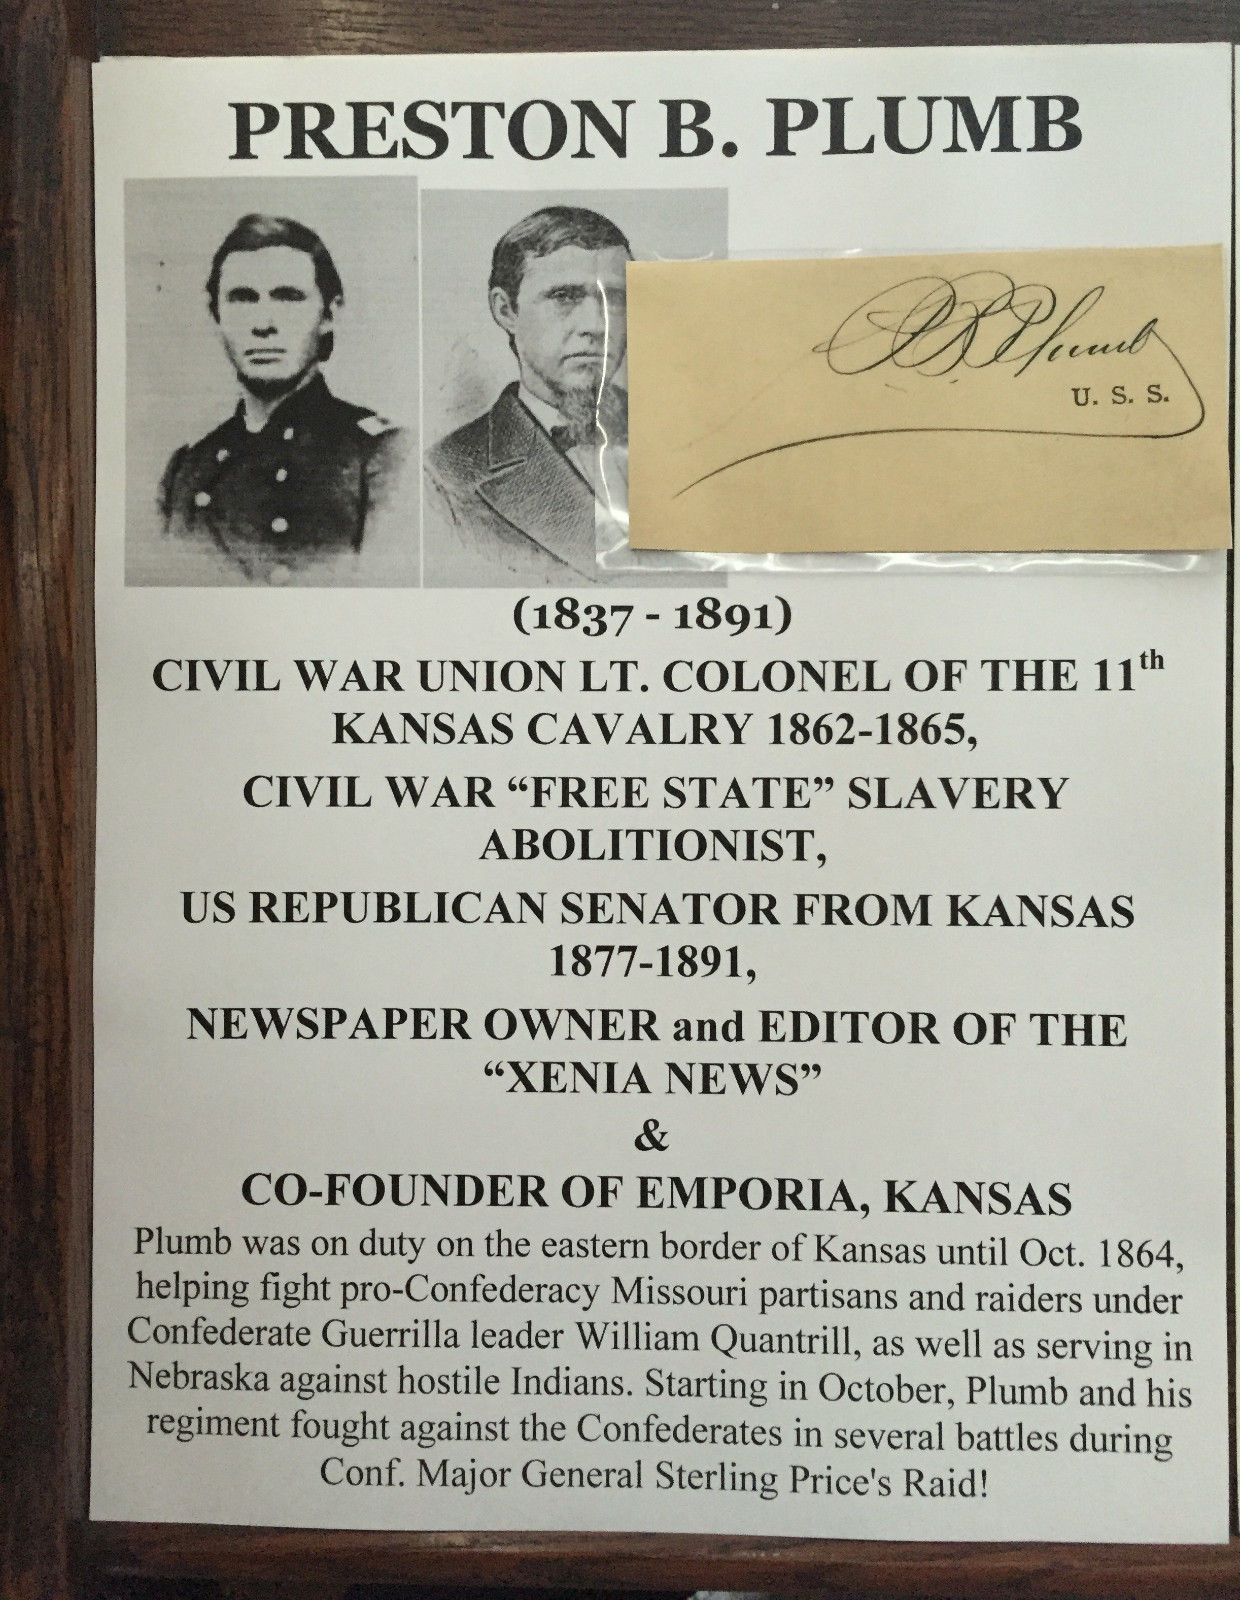 PRESTON B. PLUMB
P B Plumb
U. S. S.
(1837 - 1891)
CIVIL WAR UNION LT. COLONEL OF THE 11th
KANSAS CAVALRY 1862-1865,
CIVIL WAR “FREE STATE” SLAVERY
ABOLITIONIST,
US REPUBLICAN SENATOR FROM KANSAS
1877-1891,
NEWSPAPER OWNER and EDITOR OF THE
“XENIA NEWS”
&
CO-FOUNDER OF EMPORIA, KANSAS
Plumb was on duty on the eastern border of Kansas until Oct. 1864,
helping fight pro-Confederacy Missouri partisans and raiders under
Confederate Guerrilla leader William Quantrill, as well as serving in
Nebraska against hostile Indians. Starting in October, Plumb and his
regiment fought against the Confederates in several battles during
Conf. Major General Sterling Price's Raid!